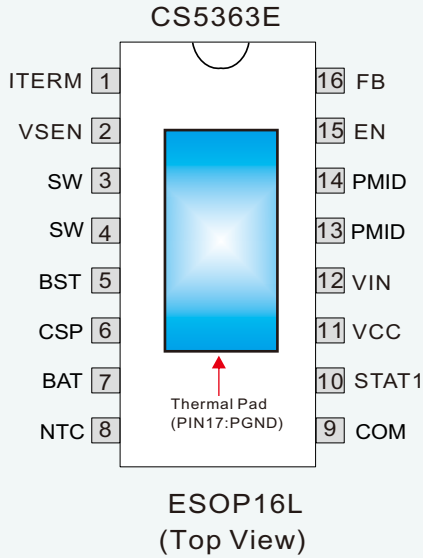 CS5363E
ITERM 1 16 FB
VSEN 2 15 EN
SW 3 14 PMID
SW 4 13 PMID
BST 5 12 VIN
CSP 6 11 VCC
BAT 7 10 STAT1
NTC 8 9 COM
Thermal Pad
(PIN17:PGND)
ESOP16L
(Top View)